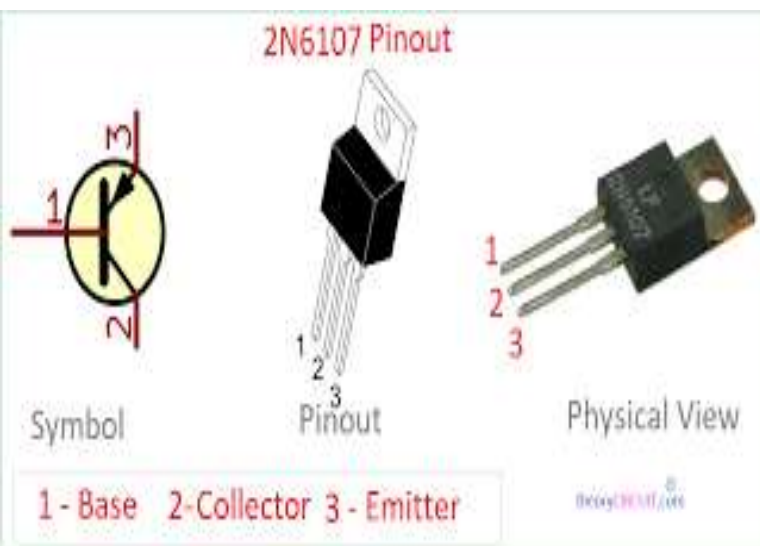 2N6107 Pinout
3
1
2
1
2
3
1
2
3
Symbol
Pinout
Physical View
1 - Base 2-Collector 3 - Emitter